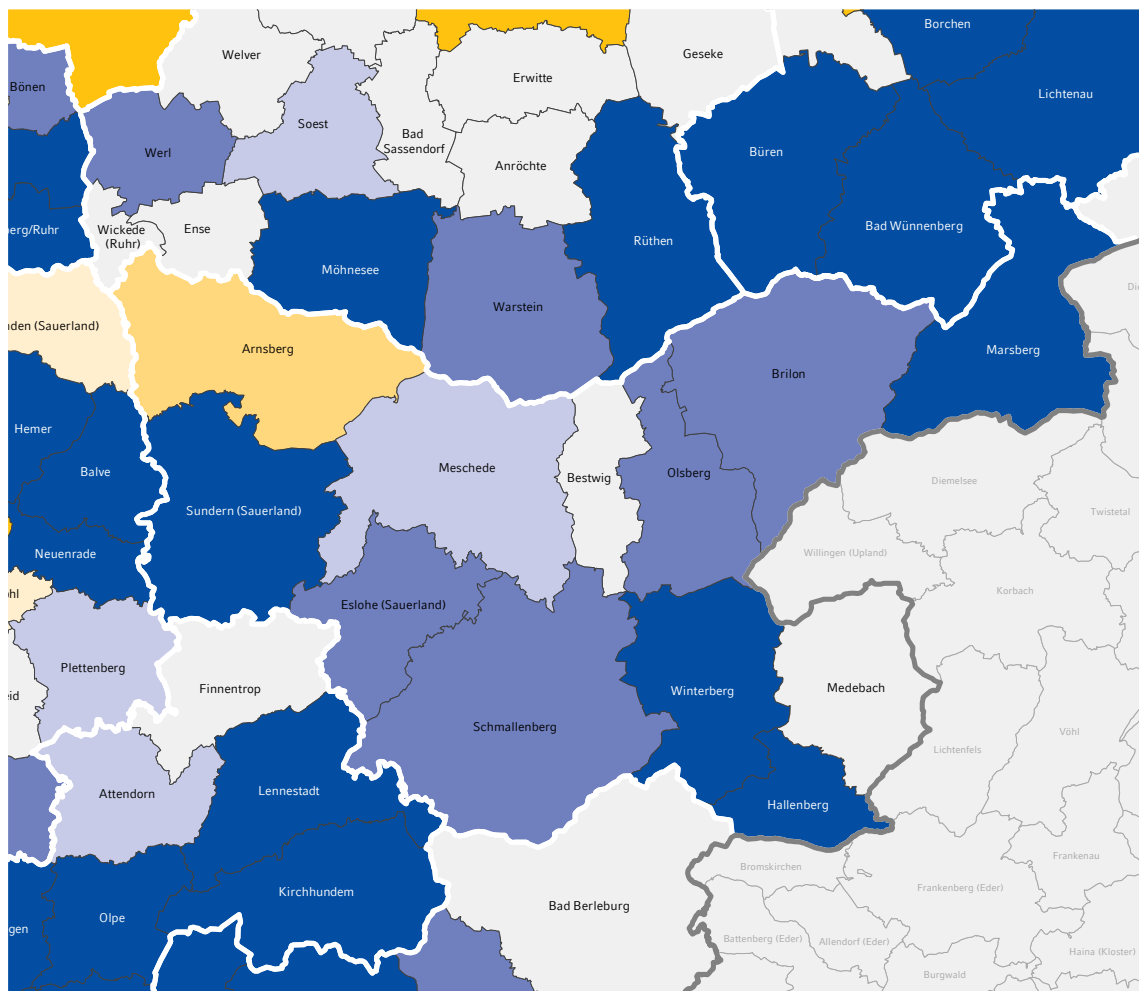 Borchen
Welver
Geseke
Erwitte
Bönen
Lichtenau
Soest
Bad
Sassendorf
Werl
Büren
Anröchte
Wickede
(Ruhr)
Ense
berg/Ruhr
Bad Wünnenberg
Rüthen
Möhnesee
Warstein
nden (Sauerland)
Arnsberg
Marsberg
Brilon
Hemer
Balve
Meschede
Bestwig
Olsberg
Diemelsee
Sundern (Sauerland)
Twistetal
Neuenrade
Willingen (Upland)
Korbach
Eslohe (Sauerland)
Plettenberg
Finnentrop
Winterberg
Medebach
Schmallenberg
Lichtenfels
Vöhl
Attendorn
Lennestadt
Hallenberg
Frankenau
Bromskirchen
Kirchhundem
Frankenberg (Eder)
Bad Berleburg
Olpe
gen
Battenberg (Eder)
Allendorf (Eder)
Haina (Kloster)
Burgwald